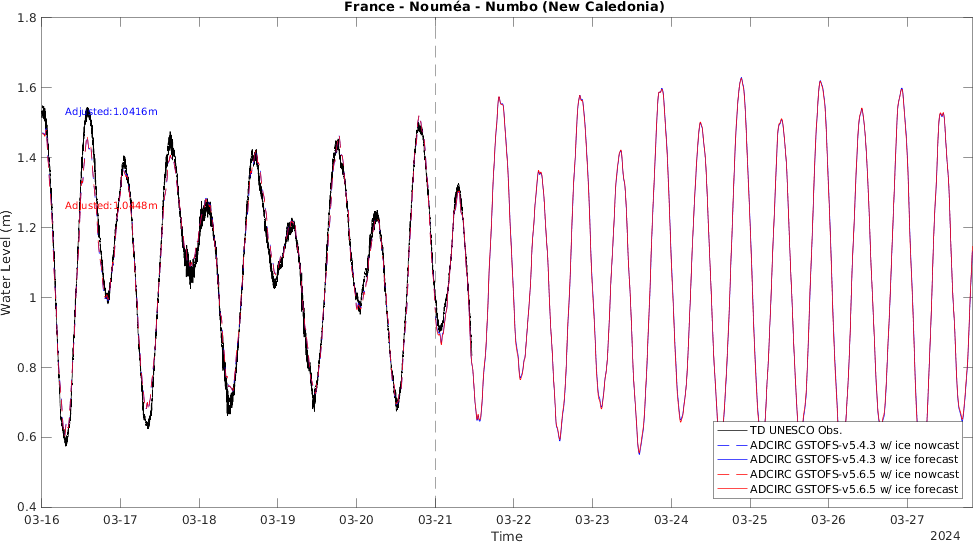 France - Nouméa - Numbo (New Caledonia)
1.8
1.6
1.4
1.2
1
0.8
0.6
0.4
Water Level (m)
Adjusted:1.0416m
Adjusted:1.0448m
TD UNESCO Obs.
ADCIRC GSTOFS-v5.4.3 w/ ice nowcast
ADCIRC GSTOFS-v5.4.3 w/ ice forecast
ADCIRC GSTOFS-v5.6.5 w/ ice nowcast
ADCIRC GSTOFS-v5.6.5 w/ ice forecast
03-16 03-17 03-18 03-19 03-20 03-21 03-22 03-23 03-24 03-25 03-26 03-27
Time
2024